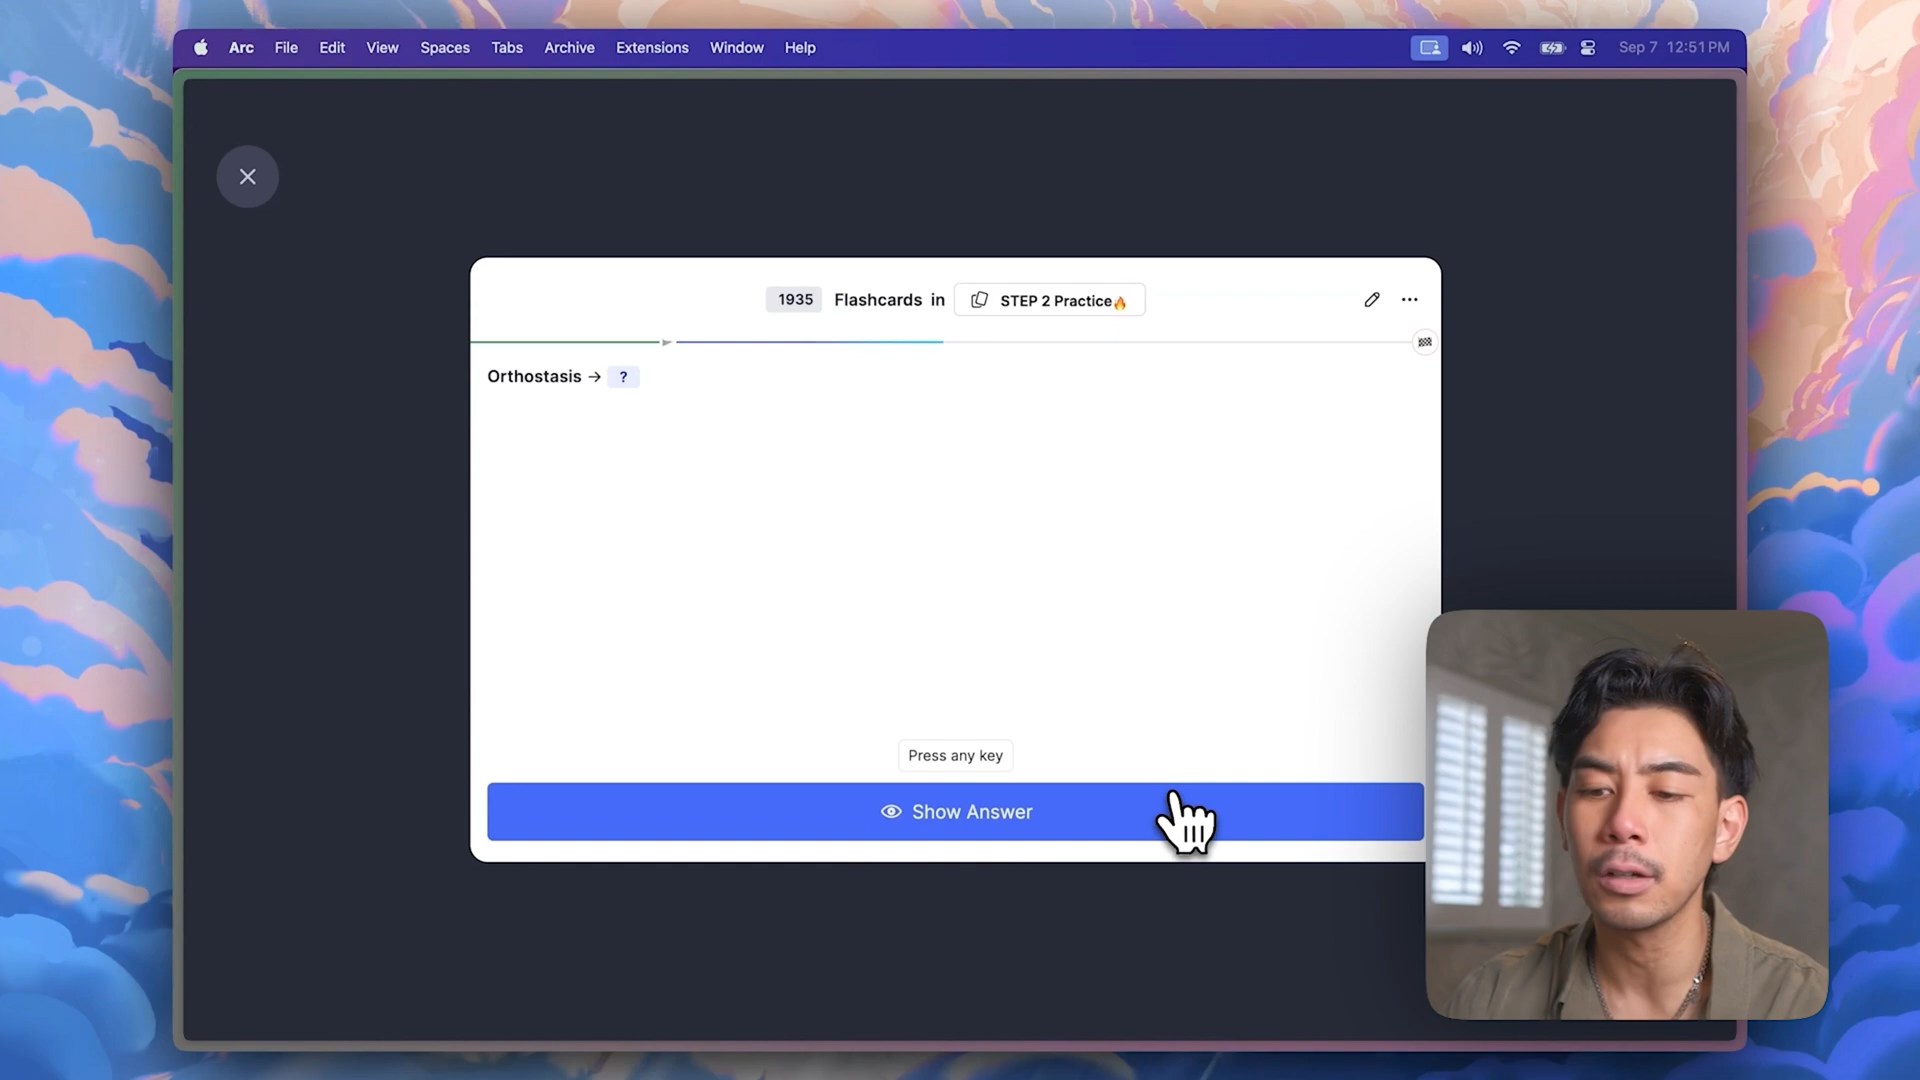 Arc File Edit View Spaces Tabs Archive Extensions Window Help Sep 7 12:51 PM
1935 Flashcards in STEP 2 Practice🔥
Orthostasis → ?
Press any key
Show Answer